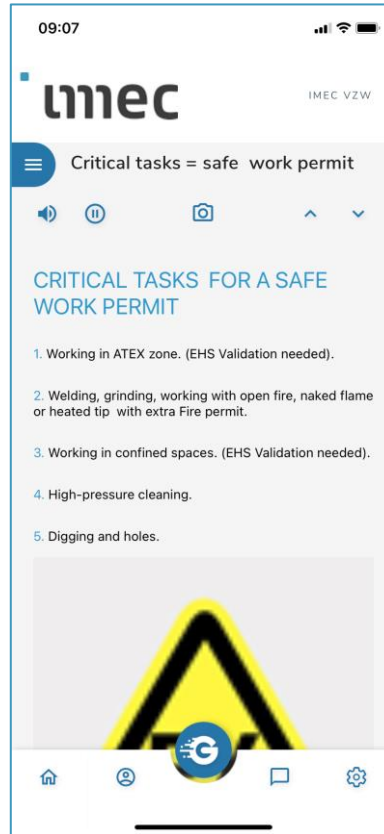 09:07
imec
IMEC VZW
Critical tasks = safe work permit
CRITICAL TASKS FOR A SAFE
WORK PERMIT
1. Working in ATEX zone. (EHS Validation needed).
2. Welding, grinding, working with open fire, naked flame
or heated tip with extra Fire permit.
3. Working in confined spaces. (EHS Validation needed).
4. High-pressure cleaning.
5. Digging and holes.
G